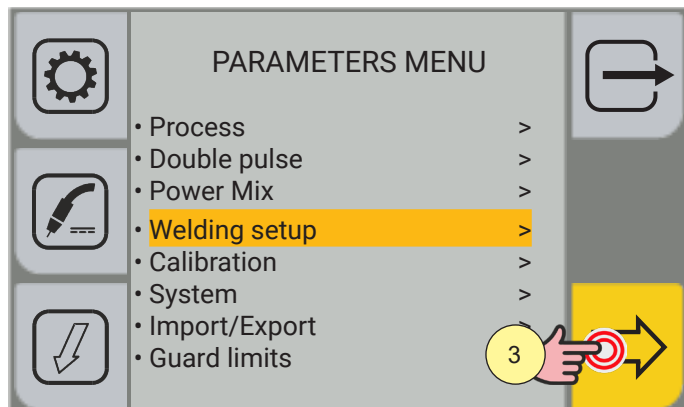 PARAMETERS MENU
• Process >
• Double pulse >
• Power Mix >
• Welding setup >
• Calibration >
• System >
• Import/Export >
• Guard limits
3